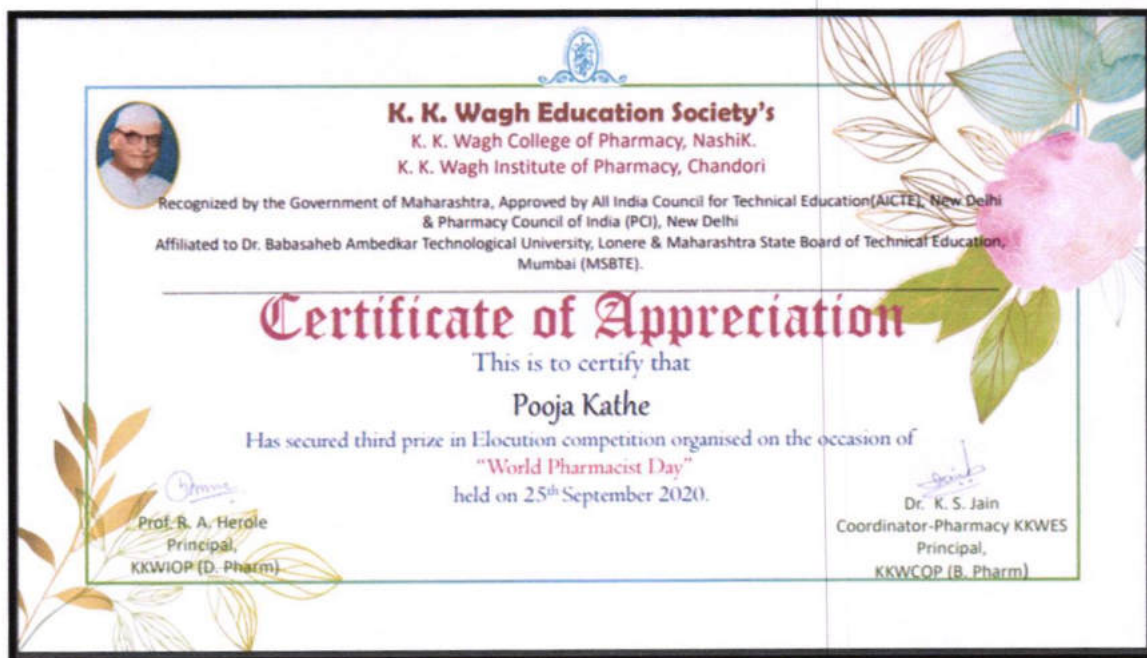 K. K. Wagh Education Society's
K. K. Wagh College of Pharmacy, NashiK.
K. K. Wagh Institute of Pharmacy, Chandori
Recognized by the Government of Maharashtra, Approved by All India Council for Technical Education(AICTE), New Delhi
& Pharmacy Council of India (PCI), New Delhi
Affiliated to Dr. Babasaheb Ambedkar Technological University, Lonere & Maharashtra State Board of Technical Education,
Mumbai (MSBTE).
Certificate of Appreciation
This is to certify that
Pooja Kathe
Has secured third prize in Elocution competition organised on the occasion of
"World Pharmacist Day"
held on 25th September 2020.
Prof. R. A. Herole
Principal,
KKWIOP (D. Pharm)
Dr. K. S. Jain
Coordinator-Pharmacy KKWES
Principal,
KKWCOP (B. Pharm)